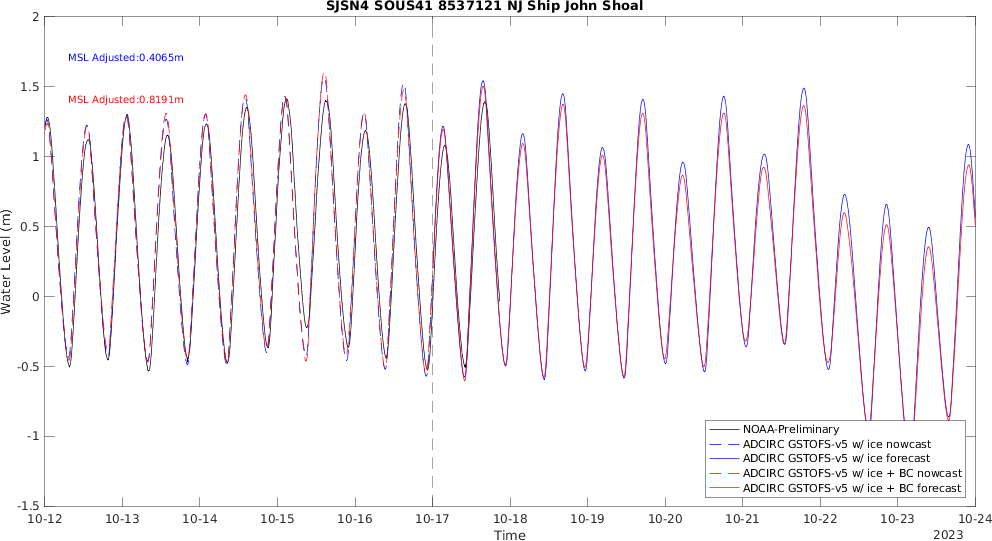 SJSN4 SOUS41 8537121 NJ Ship John Shoal
MSL Adjusted:0.4065m
MSL Adjusted:0.8191m
Water Level (m)
2
1.5
1
0.5
0
-0.5
-1
-1.5
NOAA-Preliminary
ADCIRC GSTOFS-v5 w/ ice nowcast
ADCIRC GSTOFS-v5 w/ ice forecast
ADCIRC GSTOFS-v5 w/ ice + BC nowcast
ADCIRC GSTOFS-v5 w/ ice + BC forecast
10-12 10-13 10-14 10-15 10-16 10-17 10-18 10-19 10-20 10-21 10-22 10-23 10-24
Time
2023